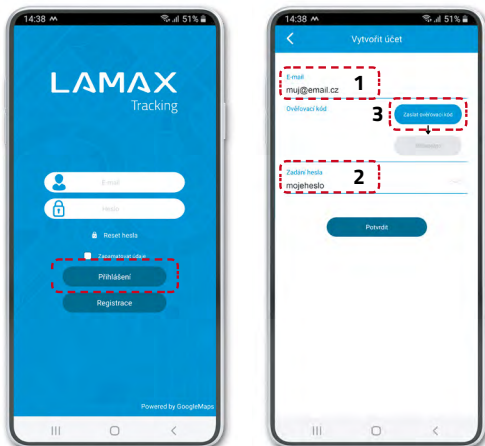 14:38 51%
LAMAX
Tracking
E-mail
Heslo
Reset hesla
Zapamatovat údaje
Přihlášení
Registrace
Powered by GoogleMaps
14:38 51%
Vytvořit účet
E-mail
muj@email.cz 1
Ověřovací kód
3 Zaslat ověřovací kód
Zadání hesla
mojeheslo 2
Potvrdit